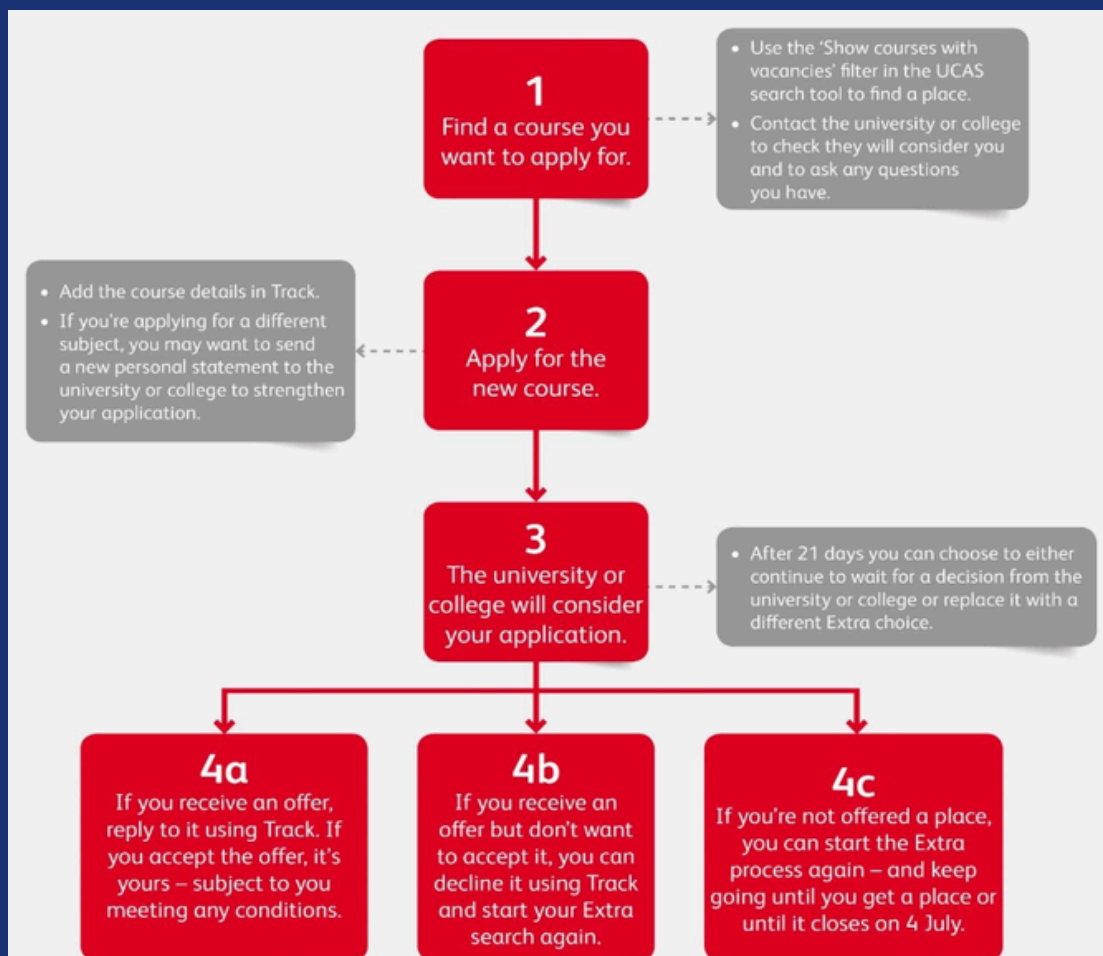 1
Find a course you
want to apply for.
• Use the ‘Show courses with
vacancies’ filter in the UCAS
search tool to find a place.
• Contact the university or college
to check they will consider you
and to ask any questions
you have.
• Add the course details in Track.
• If you’re applying for a different
subject, you may want to send
a new personal statement to the
university or college to strengthen
your application.
2
Apply for the
new course.
3
The university or
college will consider
your application.
• After 21 days you can choose to either
continue to wait for a decision from the
university or college or replace it with a
different Extra choice.
4a
If you receive an offer,
reply to it using Track. If
you accept the offer, it’s
yours – subject to you
meeting any conditions.
4b
If you receive an
offer but don’t want
to accept it, you can
decline it using Track
and start your Extra
search again.
4c
If you’re not offered a place,
you can start the Extra
process again – and keep
going until you get a place or
until it closes on 4 July.